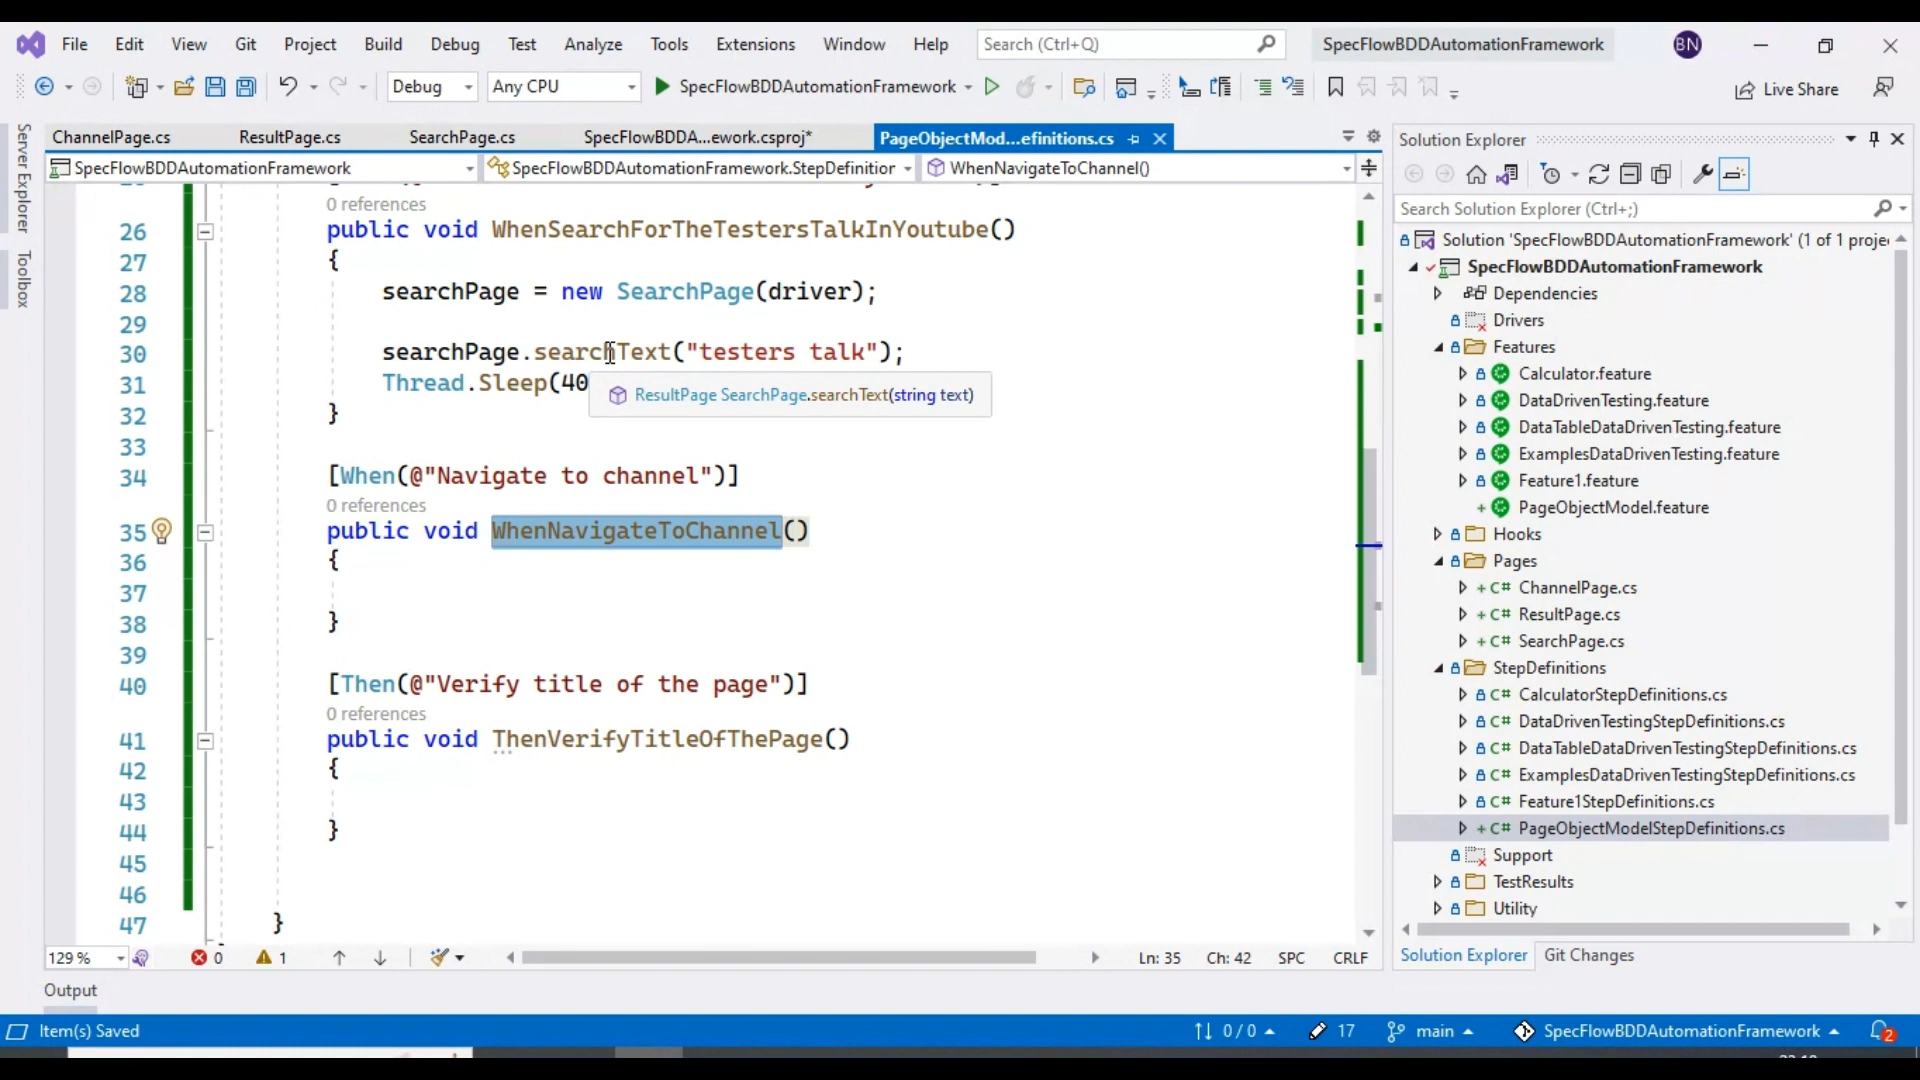 File Edit View Git Project Build Debug Test Analyze Tools Extensions Window Help Search (Ctrl+Q) SpecFlowBDDAutomationFramework BN
Debug Any CPU SpecFlowBDDAutomationFramework Live Share
Server Explorer
Toolbox
ChannelPage.cs ResultPage.cs SearchPage.cs SpecFlowBDDA...ework.csproj* PageObjectMod...efinitions.cs
SpecFlowBDDAutomationFramework SpecFlowBDDAutomationFramework.StepDefinition WhenNavigateToChannel()
0 references
26 public void WhenSearchForTheTestersTalkInYoutube()
27 {
28 searchPage = new SearchPage(driver);
29
30 searchPage.searchText("testers talk");
31 Thread.Sleep(40
ResultPage SearchPage.searchText(string text)
32 }
33
34 [When(@"Navigate to channel")]
0 references
35 public void WhenNavigateToChannel()
36 {
37
38 }
39
40 [Then(@"Verify title of the page")]
0 references
41 public void ThenVerifyTitleOfThePage()
42 {
43
44 }
45
46
47 }
129 % 0 1 Ln: 35 Ch: 42 SPC CRLF
Output
Solution Explorer
Search Solution Explorer (Ctrl+;)
Solution 'SpecFlowBDDAutomationFramework' (1 of 1 proje
SpecFlowBDDAutomationFramework
Dependencies
Drivers
Features
Calculator.feature
DataDrivenTesting.feature
DataTableDataDrivenTesting.feature
ExamplesDataDrivenTesting.feature
Feature1.feature
+ PageObjectModel.feature
Hooks
Pages
+ C# ChannelPage.cs
+ C# ResultPage.cs
+ C# SearchPage.cs
StepDefinitions
C# CalculatorStepDefinitions.cs
C# DataDrivenTestingStepDefinitions.cs
C# DataTableDataDrivenTestingStepDefinitions.cs
C# ExamplesDataDrivenTestingStepDefinitions.cs
C# Feature1StepDefinitions.cs
+ C# PageObjectModelStepDefinitions.cs
Support
TestResults
Utility
Solution Explorer Git Changes
Item(s) Saved 0 / 0 17 main SpecFlowBDDAutomationFramework 2